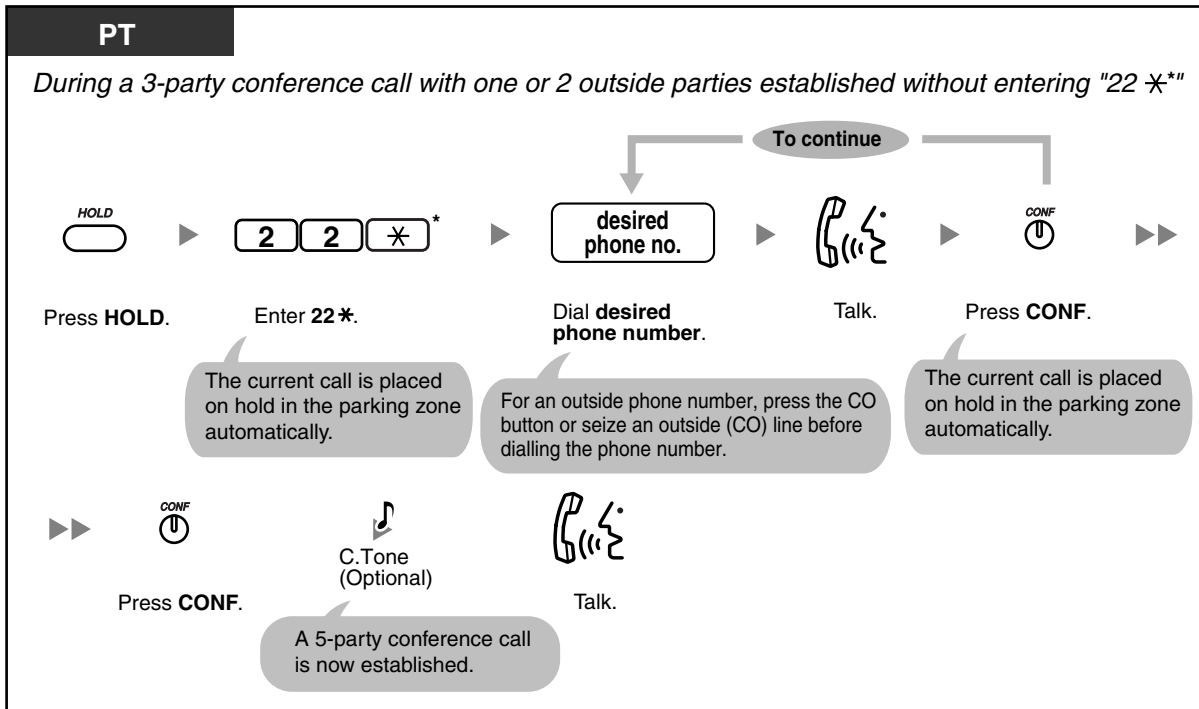 PT
During a 3-party conference call with one or 2 outside parties established without entering "22 ✳*"
To continue
HOLD
2 2 ✳ *
desired
phone no.
CONF
Press HOLD.
Enter 22✳.
Dial desired
phone number.
Talk.
Press CONF.
The current call is placed
on hold in the parking zone
automatically.
For an outside phone number, press the CO
button or seize an outside (CO) line before
dialling the phone number.
The current call is placed
on hold in the parking zone
automatically.
CONF
C.Tone
(Optional)
Press CONF.
Talk.
A 5-party conference call
is now established.